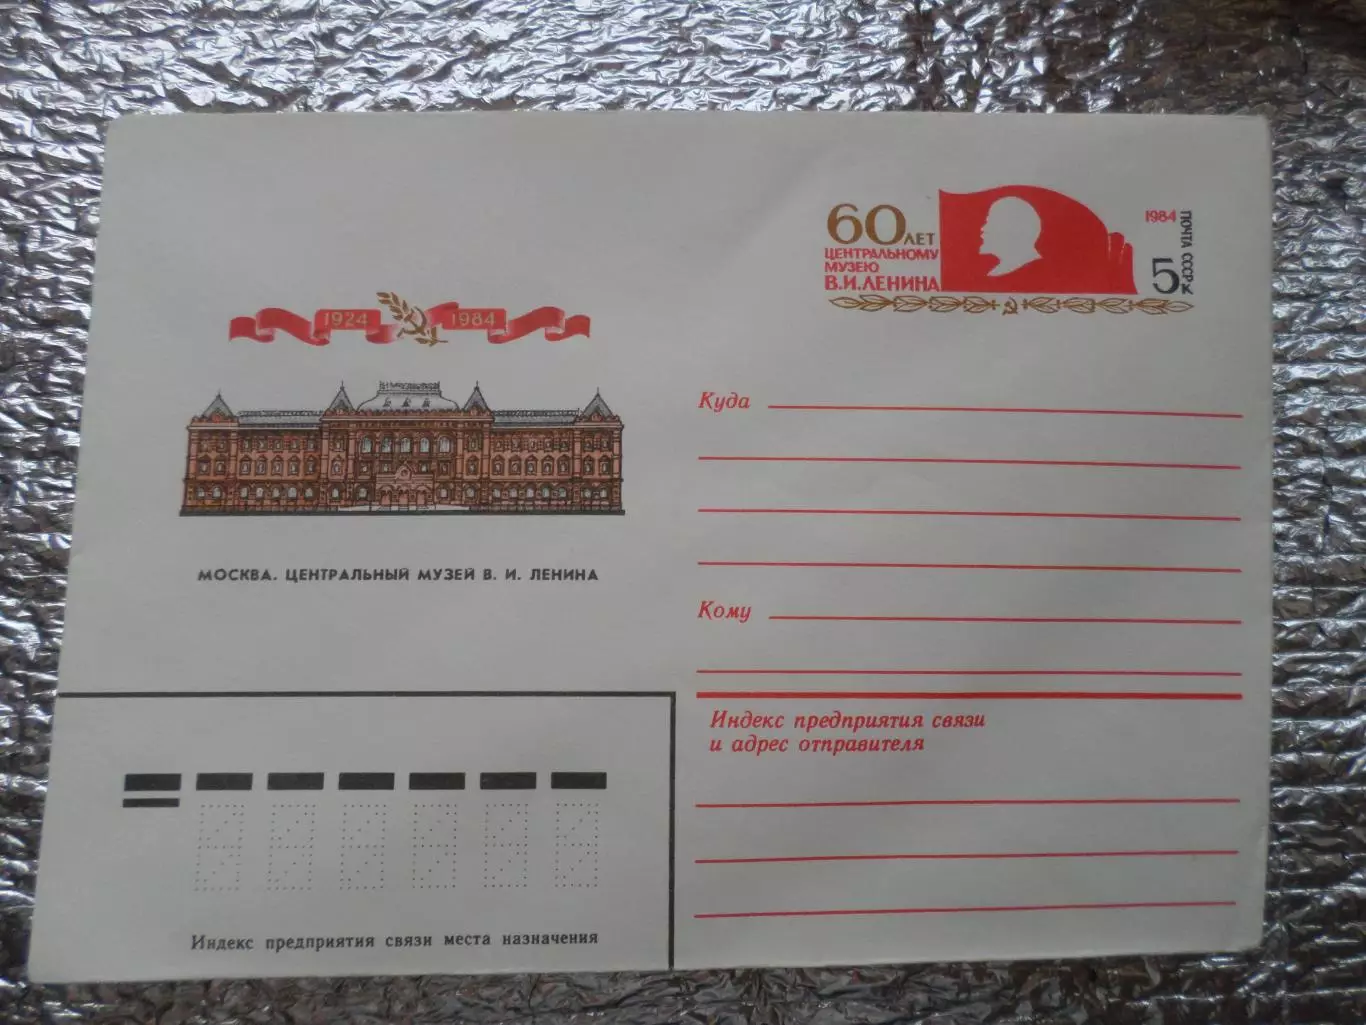 60 ЛЕТ
ЦЕНТРАЛЬНОМУ
МУЗЕЮ
В.И.ЛЕНИНА
1984
ПОЧТА СССР
5 К
1924 1984
МОСКВА. ЦЕНТРАЛЬНЫЙ МУЗЕЙ В. И. ЛЕНИНА
Куда
Кому
Индекс предприятия связи
и адрес отправителя
Индекс предприятия связи места назначения